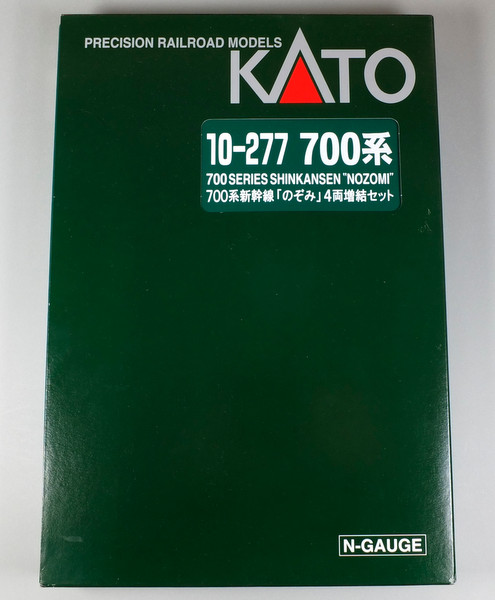 PRECISION RAILROAD MODELS
KATO
10-277 700系
700 SERIES SHINKANSEN "NOZOMI"
700系新幹線「のぞみ」4両増結セット
N-GAUGE